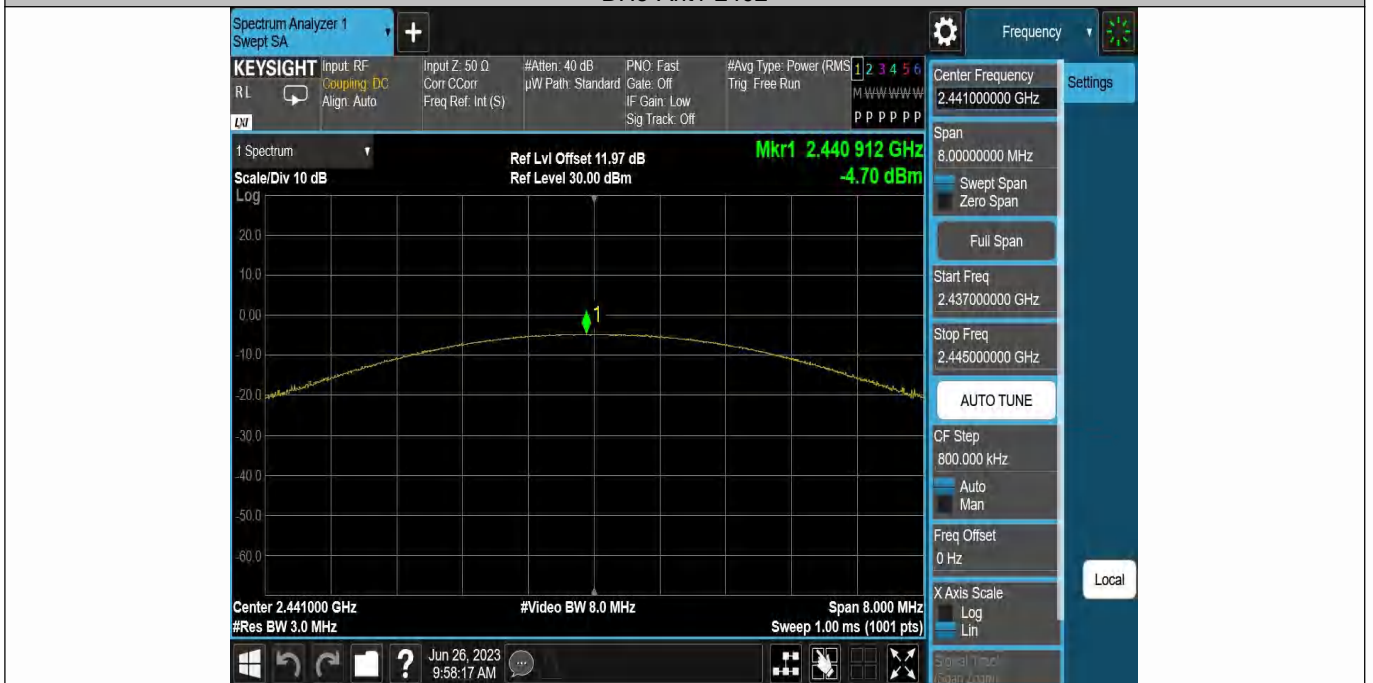 Spectrum Analyzer 1
Swept SA
+
Frequency
KEYSIGHT
RL
LXI
Input: RF
Coupling: DC
Align: Auto
Input Z: 50 Ω
Corr CCorr
Freq Ref: Int (S)
#Atten: 40 dB
µW Path: Standard
PNO: Fast
Gate: Off
IF Gain: Low
Sig Track: Off
#Avg Type: Power (RMS
Trig: Free Run
1 2 3 4 5 6
M W W W W W
P P P P P P
Center Frequency
2.441000000 GHz
Settings
Span
8.00000000 MHz
Swept Span
Zero Span
Full Span
Start Freq
2.437000000 GHz
Stop Freq
2.445000000 GHz
AUTO TUNE
CF Step
800.000 kHz
Auto
Man
Freq Offset
0 Hz
X Axis Scale
Log
Lin
Signal Track
(Span Zoom)
Local
1 Spectrum
Scale/Div 10 dB
Log
Ref Lvl Offset 11.97 dB
Ref Level 30.00 dBm
Mkr1 2.440 912 GHz
-4.70 dBm
20.0
10.0
0.00
1
-10.0
-20.0
-30.0
-40.0
-50.0
-60.0
Center 2.441000 GHz
#Res BW 3.0 MHz
#Video BW 8.0 MHz
Span 8.000 MHz
Sweep 1.00 ms (1001 pts)
?
Jun 26, 2023
9:58:17 AM